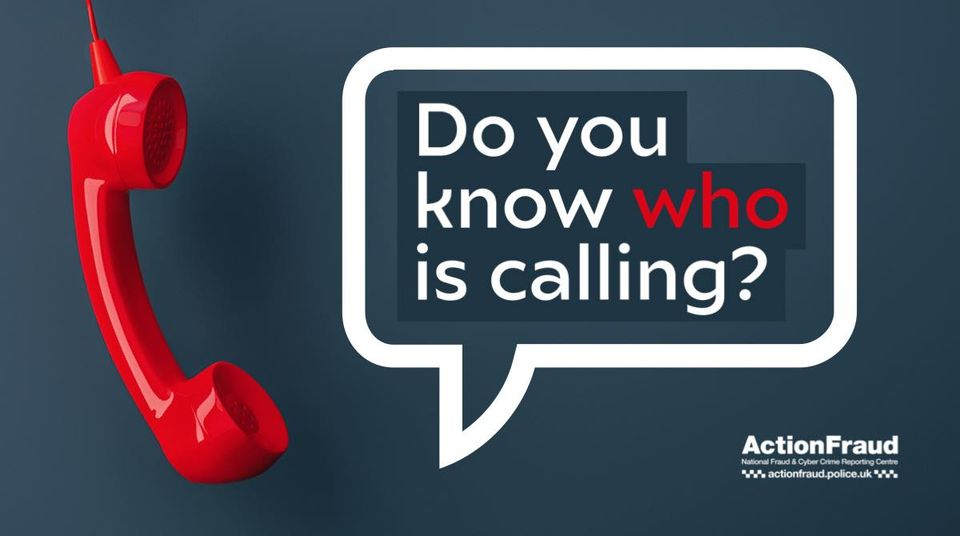 Do you
know who
is calling?
ActionFraud
National Fraud & Cyber Crime Reporting Centre
actionfraud.police.uk